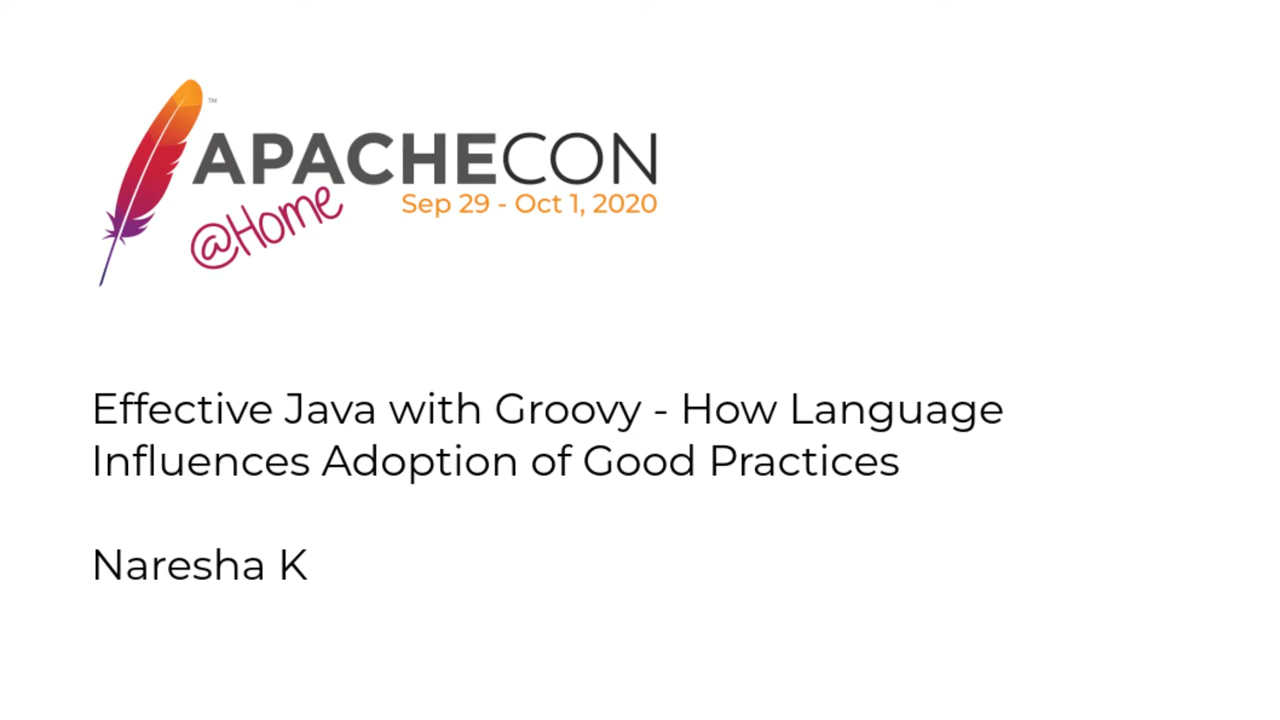 ™
APACHECON
@Home
Sep 29 - Oct 1, 2020
Effective Java with Groovy - How Language
Influences Adoption of Good Practices
Naresha K